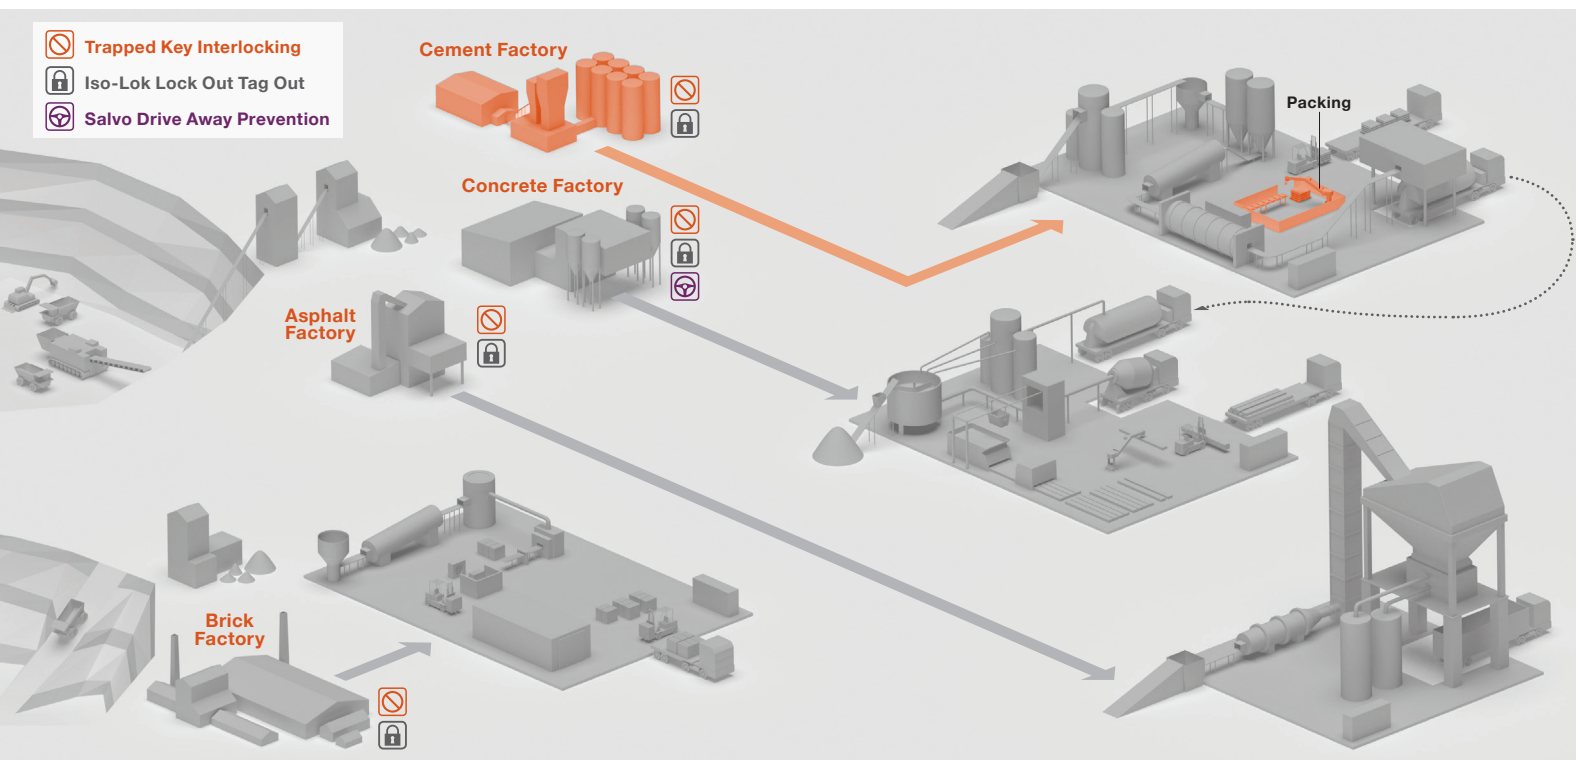 Trapped Key Interlocking
Iso-Lok Lock Out Tag Out
Salvo Drive Away Prevention
Cement Factory
Packing
Concrete Factory
Asphalt
Factory
Brick
Factory